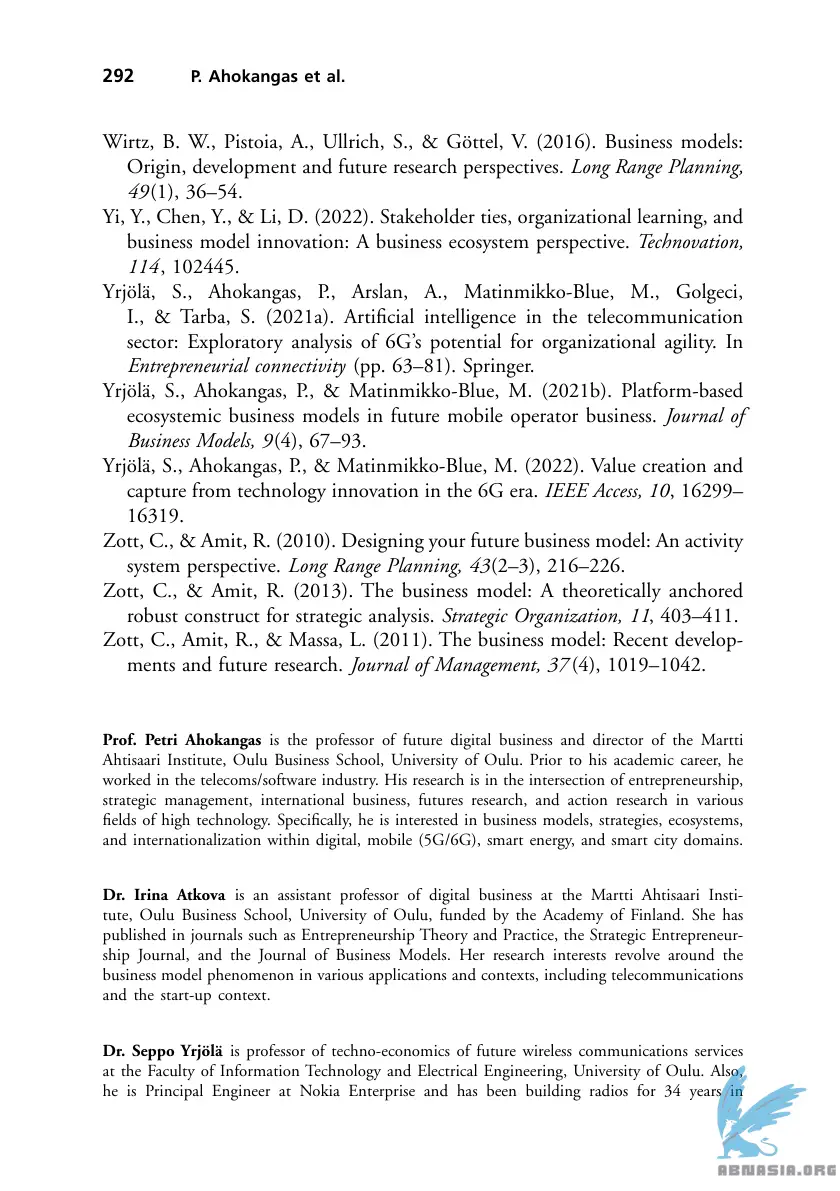 292 P. Ahokangas et al.
Wirtz, B. W., Pistoia, A., Ullrich, S., & Göttel, V. (2016). Business models:
Origin, development and future research perspectives. Long Range Planning,
49(1), 36–54.
Yi, Y., Chen, Y., & Li, D. (2022). Stakeholder ties, organizational learning, and
business model innovation: A business ecosystem perspective. Technovation,
114, 102445.
Yrjölä, S., Ahokangas, P., Arslan, A., Matinmikko-Blue, M., Golgeci,
I., & Tarba, S. (2021a). Artificial intelligence in the telecommunication
sector: Exploratory analysis of 6G’s potential for organizational agility. In
Entrepreneurial connectivity (pp. 63–81). Springer.
Yrjölä, S., Ahokangas, P., & Matinmikko-Blue, M. (2021b). Platform-based
ecosystemic business models in future mobile operator business. Journal of
Business Models, 9(4), 67–93.
Yrjölä, S., Ahokangas, P., & Matinmikko-Blue, M. (2022). Value creation and
capture from technology innovation in the 6G era. IEEE Access, 10, 16299–
16319.
Zott, C., & Amit, R. (2010). Designing your future business model: An activity
system perspective. Long Range Planning, 43(2–3), 216–226.
Zott, C., & Amit, R. (2013). The business model: A theoretically anchored
robust construct for strategic analysis. Strategic Organization, 11, 403–411.
Zott, C., Amit, R., & Massa, L. (2011). The business model: Recent develop-
ments and future research. Journal of Management, 37(4), 1019–1042.
Prof. Petri Ahokangas is the professor of future digital business and director of the Martti
Ahtisaari Institute, Oulu Business School, University of Oulu. Prior to his academic career, he
worked in the telecoms/software industry. His research is in the intersection of entrepreneurship,
strategic management, international business, futures research, and action research in various
fields of high technology. Specifically, he is interested in business models, strategies, ecosystems,
and internationalization within digital, mobile (5G/6G), smart energy, and smart city domains.
Dr. Irina Atkova is an assistant professor of digital business at the Martti Ahtisaari Insti-
tute, Oulu Business School, University of Oulu, funded by the Academy of Finland. She has
published in journals such as Entrepreneurship Theory and Practice, the Strategic Entrepreneur-
ship Journal, and the Journal of Business Models. Her research interests revolve around the
business model phenomenon in various applications and contexts, including telecommunications
and the start-up context.
Dr. Seppo Yrjölä is professor of techno-economics of future wireless communications services
at the Faculty of Information Technology and Electrical Engineering, University of Oulu. Also,
he is Principal Engineer at Nokia Enterprise and has been building radios for 34 years in
ABNASIA.ORG